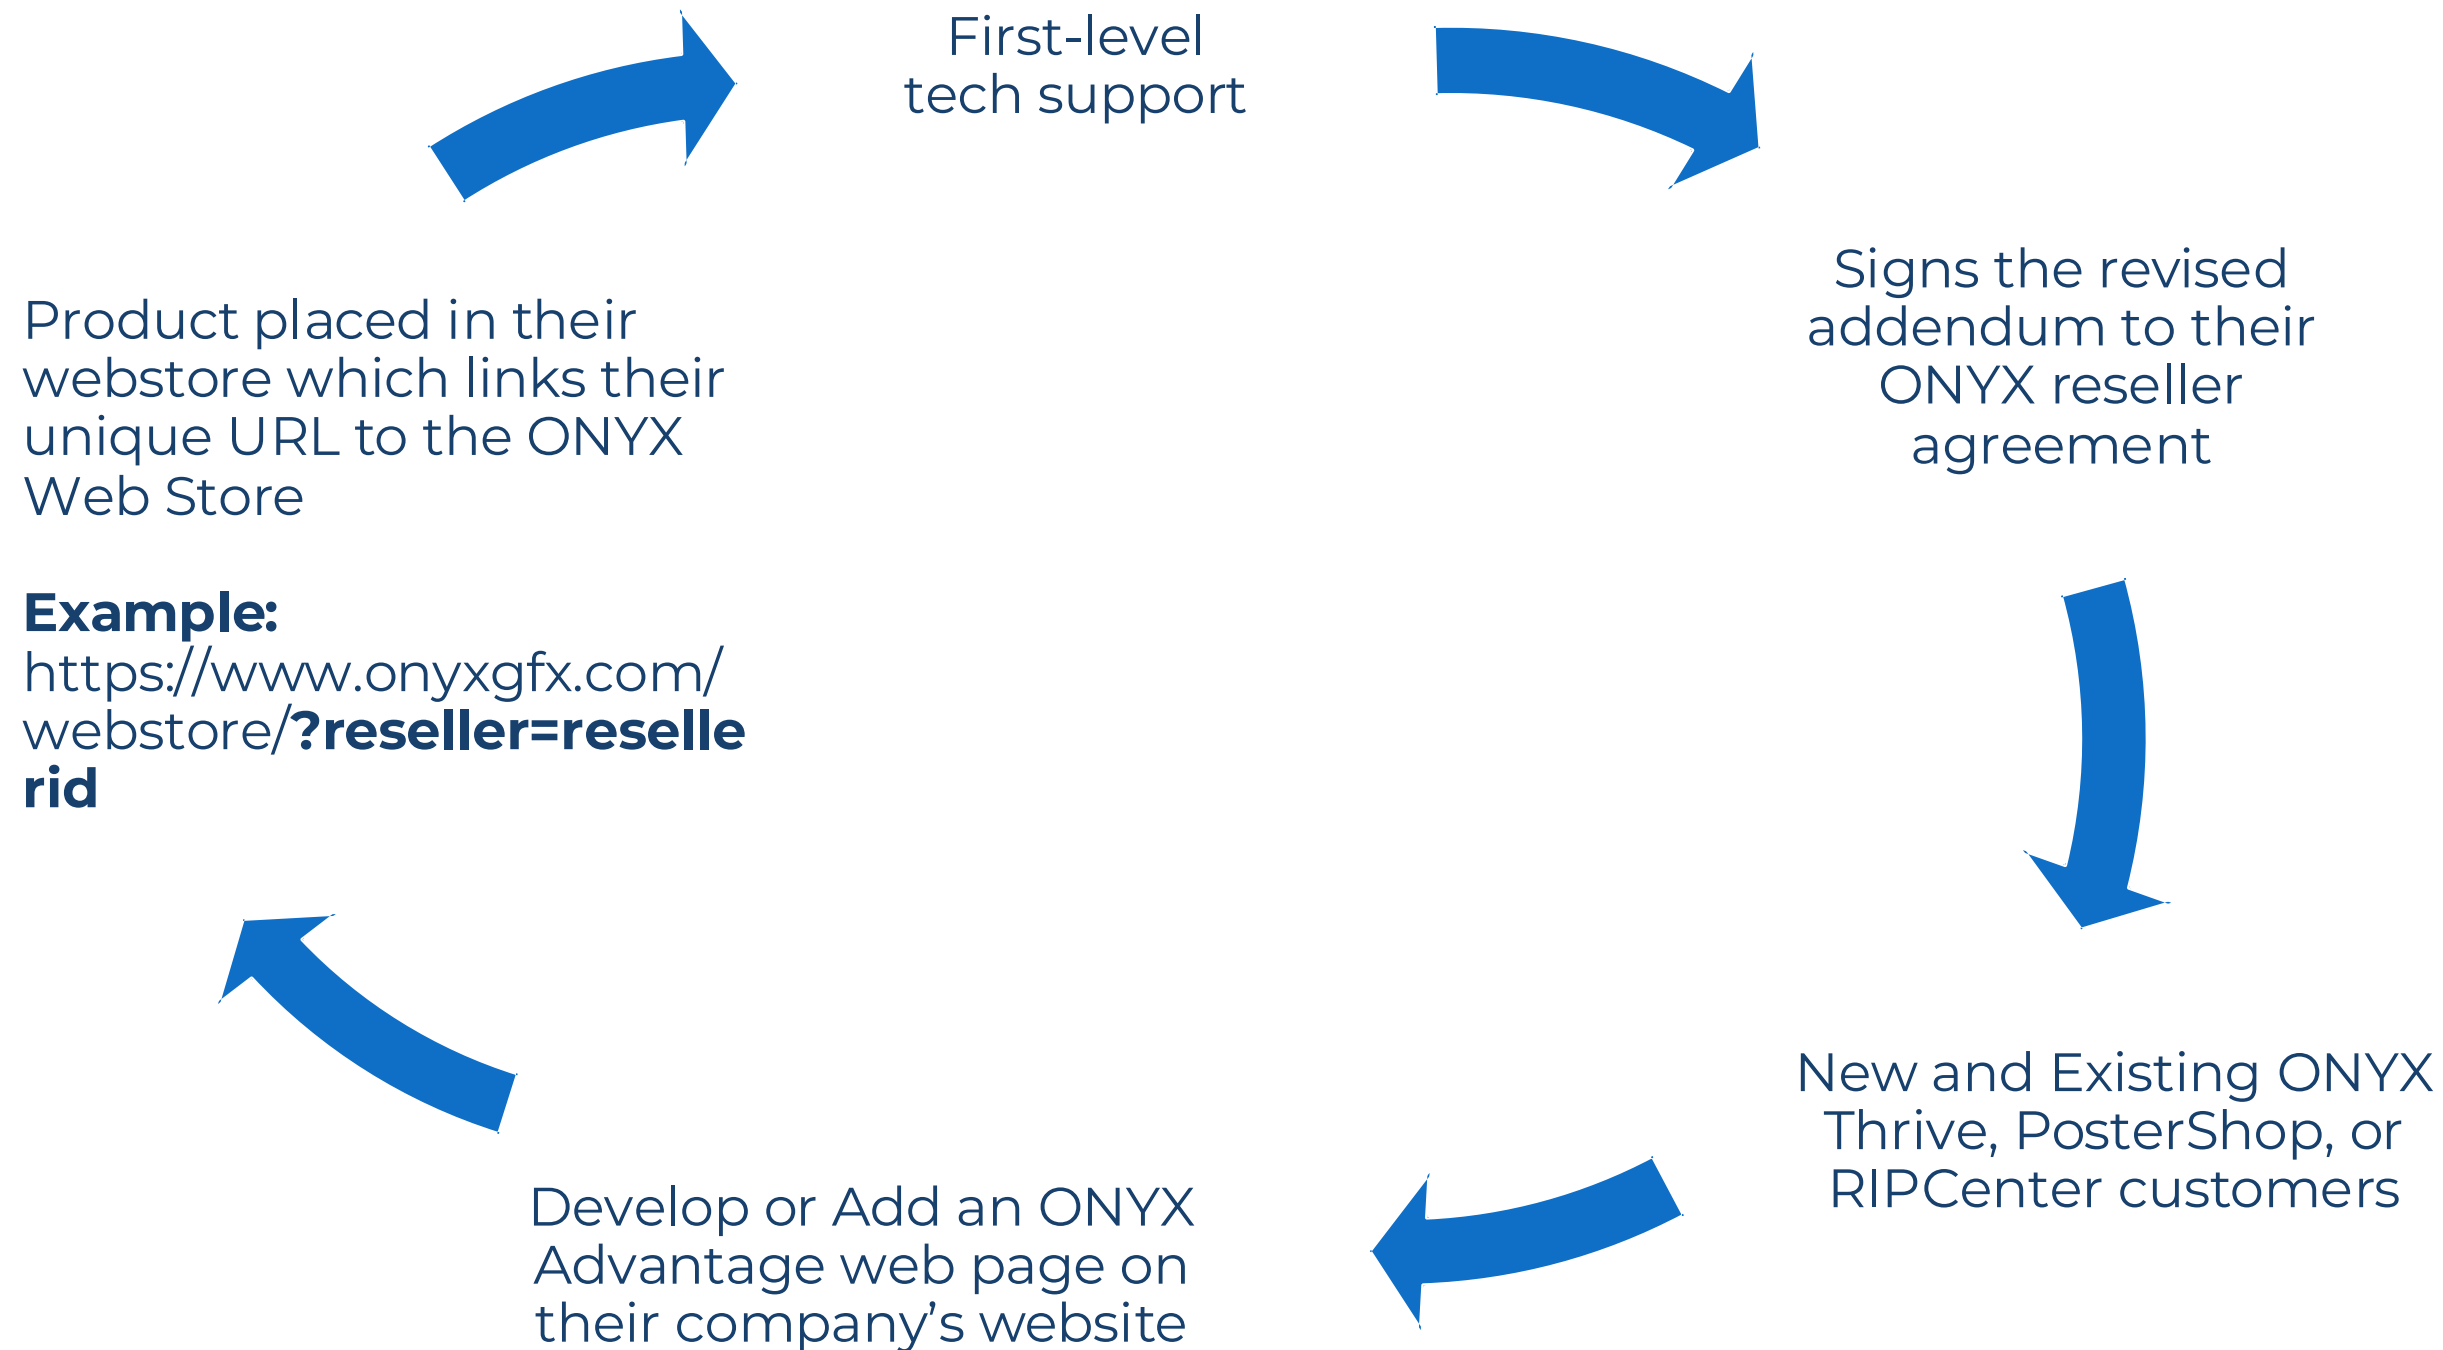 First-level
tech support
Signs the revised
addendum to their
ONYX reseller
agreement
New and Existing ONYX
Thrive, PosterShop, or
RIPCenter customers
Develop or Add an ONYX
Advantage web page on
their company’s website
Product placed in their
webstore which links their
unique URL to the ONYX
Web Store
Example:
https://www.onyxgfx.com/
webstore/?reseller=reselle
rid